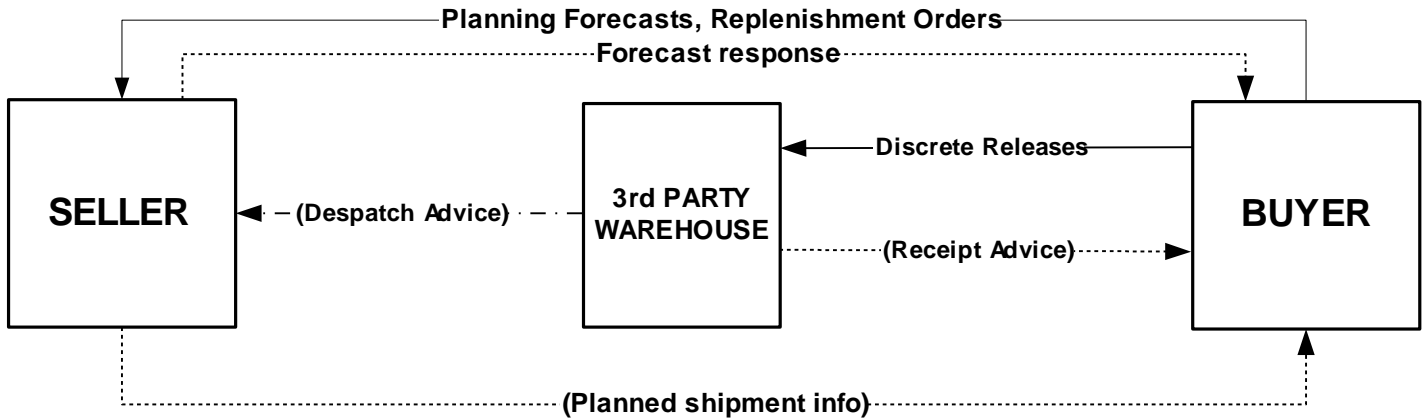 Planning Forecasts, Replenishment Orders
Forecast response
Discrete Releases
SELLER
(Despatch Advice)
3rd PARTY
WAREHOUSE
BUYER
(Receipt Advice)
(Planned shipment info)